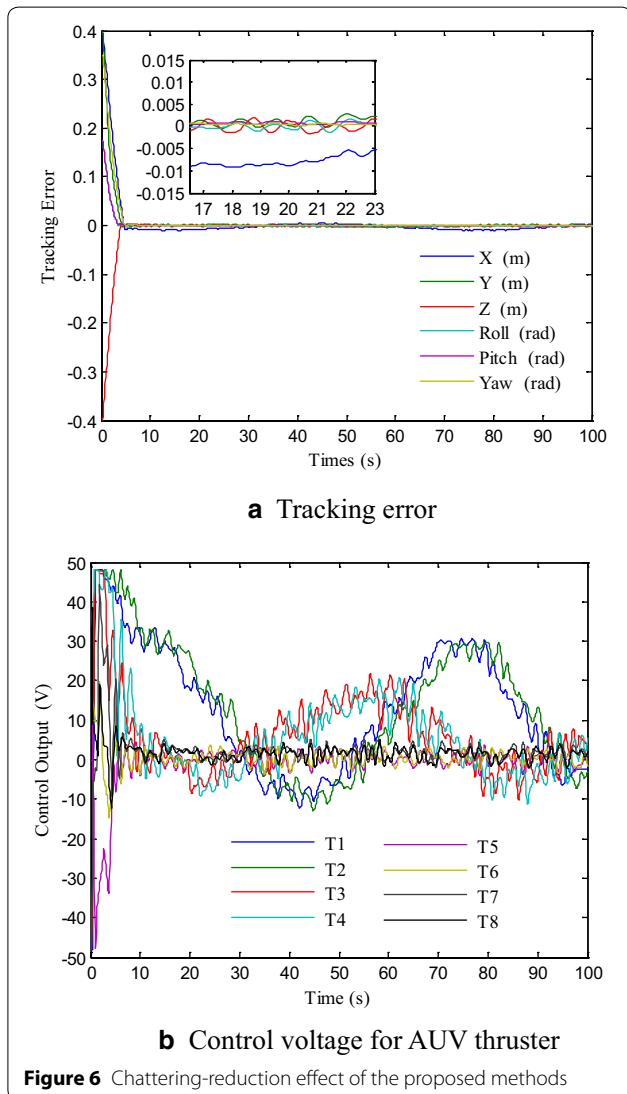 0.4
0.3
0.2
0.1
0
-0.1
-0.2
-0.3
-0.4
Tracking Error
0.015
0.01
0.005
0
-0.005
-0.01
-0.015
17 18 19 20 21 22 23
X (m)
Y (m)
Z (m)
Roll (rad)
Pitch (rad)
Yaw (rad)
0 10 20 30 40 50 60 70 80 90 100
Times (s)
a Tracking error
50
40
30
20
10
0
-10
-20
-30
-40
-50
Control Output (V)
T1
T2
T3
T4
T5
T6
T7
T8
0 10 20 30 40 50 60 70 80 90 100
Time (s)
b Control voltage for AUV thruster
Figure 6 Chattering-reduction effect of the proposed methods